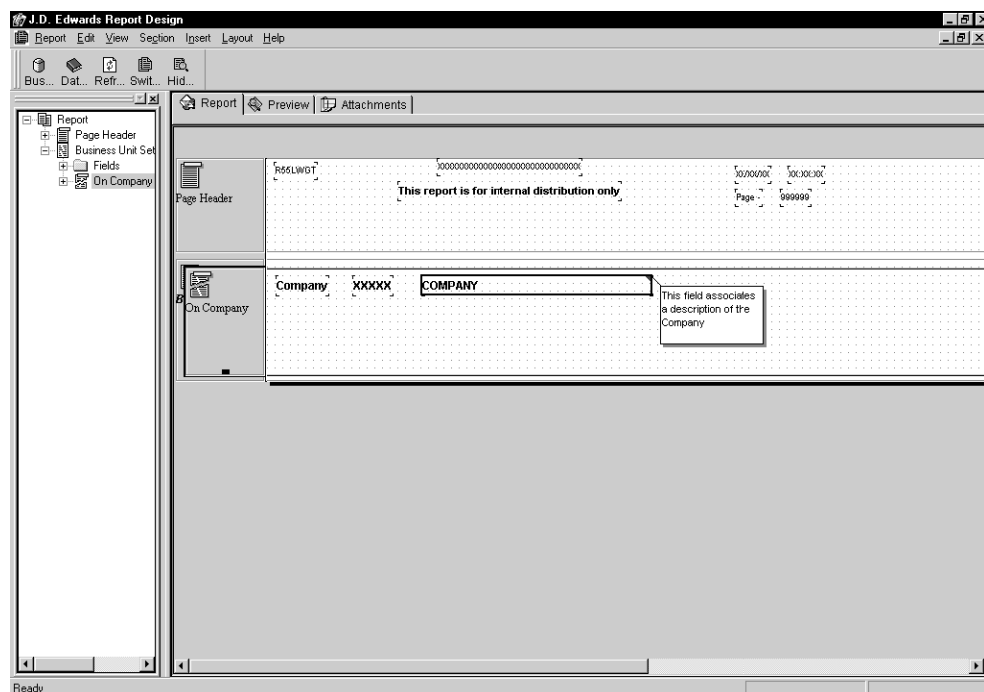 J.D. Edwards Report Design
Report Edit View Section Insert Layout Help
Bus... Dat... Refr... Swit... Hid...
Report
Page Header
Business Unit Set
Fields
On Company
Report Preview Attachments
Page Header
R55LWGT
XXXXXXXXXXXXXXXXXXXXXXXXXXXXXX
XX/XX/XX XX:XX:XX
This report is for internal distribution only
Page - 999999
B
On Company
Company XXXXX COMPANY
This field associates
a description of the
Company
Ready